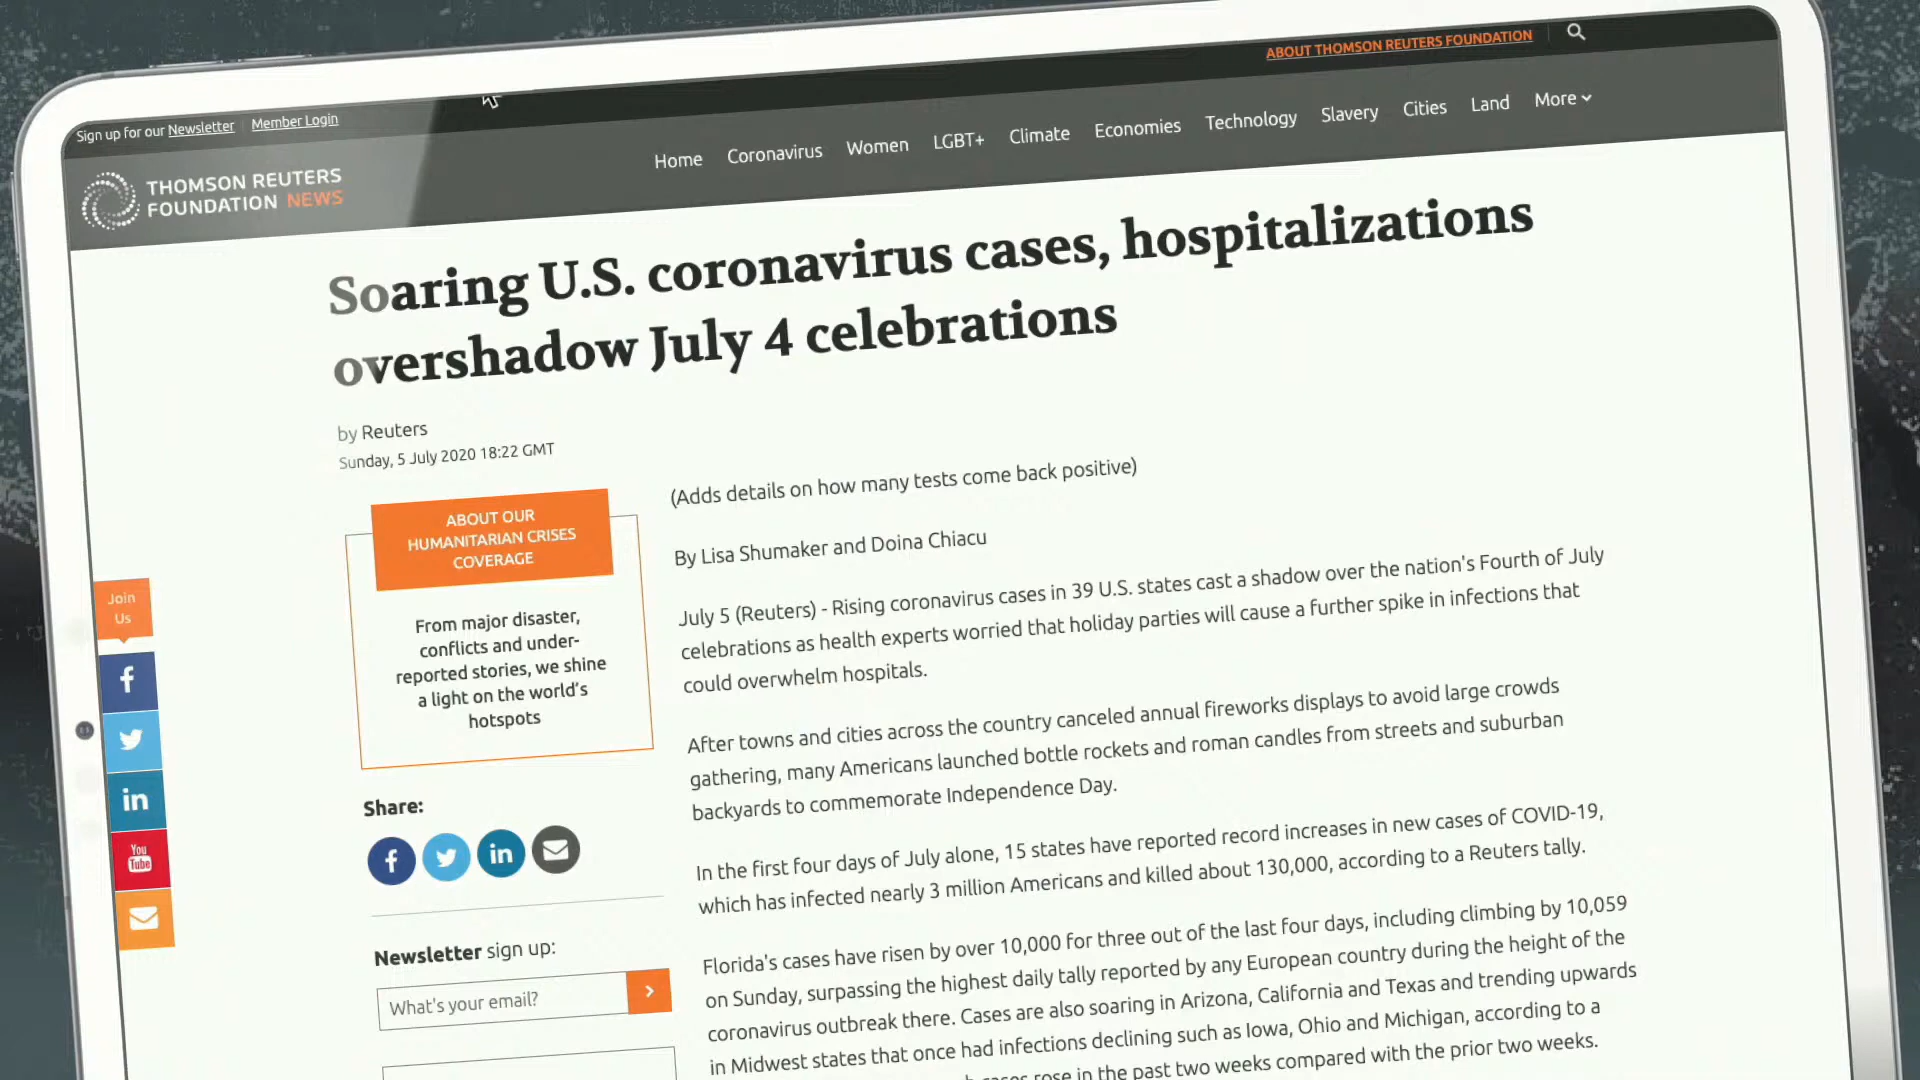 ABOUT THOMSON REUTERS FOUNDATION
Sign up for our Newsletter
Member Login
THOMSON REUTERS
FOUNDATION NEWS
Home Coronavirus Women LGBT+ Climate Economies Technology Slavery Cities Land More
Soaring U.S. coronavirus cases, hospitalizations
overshadow July 4 celebrations
by Reuters
Sunday, 5 July 2020 18:22 GMT
ABOUT OUR
HUMANITARIAN CRISES
COVERAGE
From major disaster,
conflicts and under-
reported stories, we shine
a light on the world's
hotspots
Join
Us
You
Tube
Share:
Newsletter sign up:
What's your email?
(Adds details on how many tests come back positive)
By Lisa Shumaker and Doina Chiacu
July 5 (Reuters) - Rising coronavirus cases in 39 U.S. states cast a shadow over the nation's Fourth of July
celebrations as health experts worried that holiday parties will cause a further spike in infections that
could overwhelm hospitals.
After towns and cities across the country canceled annual fireworks displays to avoid large crowds
gathering, many Americans launched bottle rockets and roman candles from streets and suburban
backyards to commemorate Independence Day.
In the first four days of July alone, 15 states have reported record increases in new cases of COVID-19,
which has infected nearly 3 million Americans and killed about 130,000, according to a Reuters tally.
Florida's cases have risen by over 10,000 for three out of the last four days, including climbing by 10,059
on Sunday, surpassing the highest daily tally reported by any European country during the height of the
coronavirus outbreak there. Cases are also soaring in Arizona, California and Texas and trending upwards
in Midwest states that once had infections declining such as Iowa, Ohio and Michigan, according to a
cases rose in the past two weeks compared with the prior two weeks.